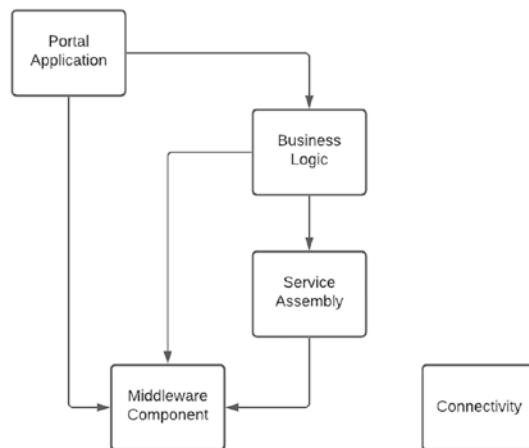 Portal
Application
Business
Logic
Service
Assembly
Middleware
Component
Connectivity